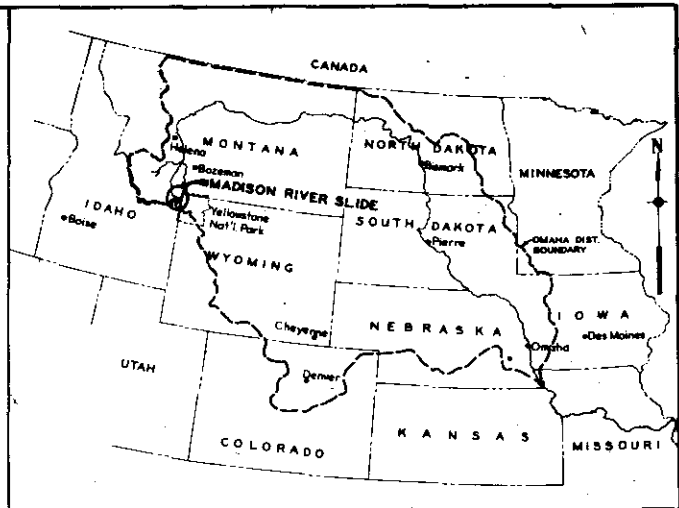 CANADA
MONTANA
Helena
Bozeman
MADISON RIVER SLIDE
NORTH DAKOTA
Bismark
MINNESOTA
N
IDAHO
Boise
Yellowstone
Nat'l. Park
SOUTH DAKOTA
Pierre
OMAHA DIST.
BOUNDARY
WYOMING
Cheyenne
NEBRASKA
IOWA
Omaha
Des Moines
UTAH
Denver
COLORADO
KANSAS
MISSOURI